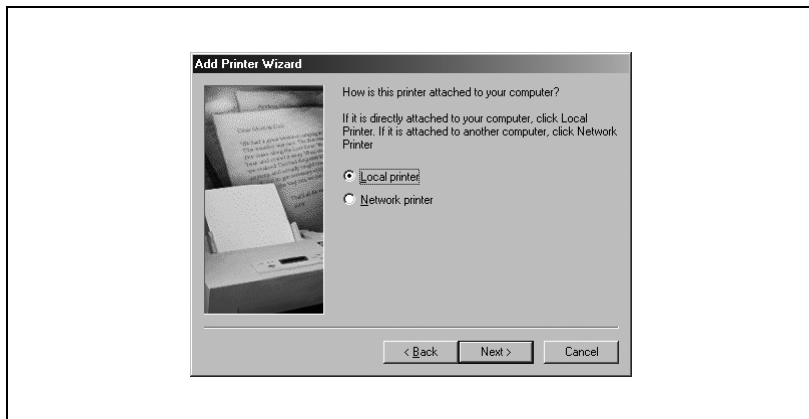 Add Printer Wizard
How is this printer attached to your computer?
If it is directly attached to your computer, click Local
Printer. If it is attached to another computer, click Network
Printer
Local printer
Network printer
< Back
Next >
Cancel